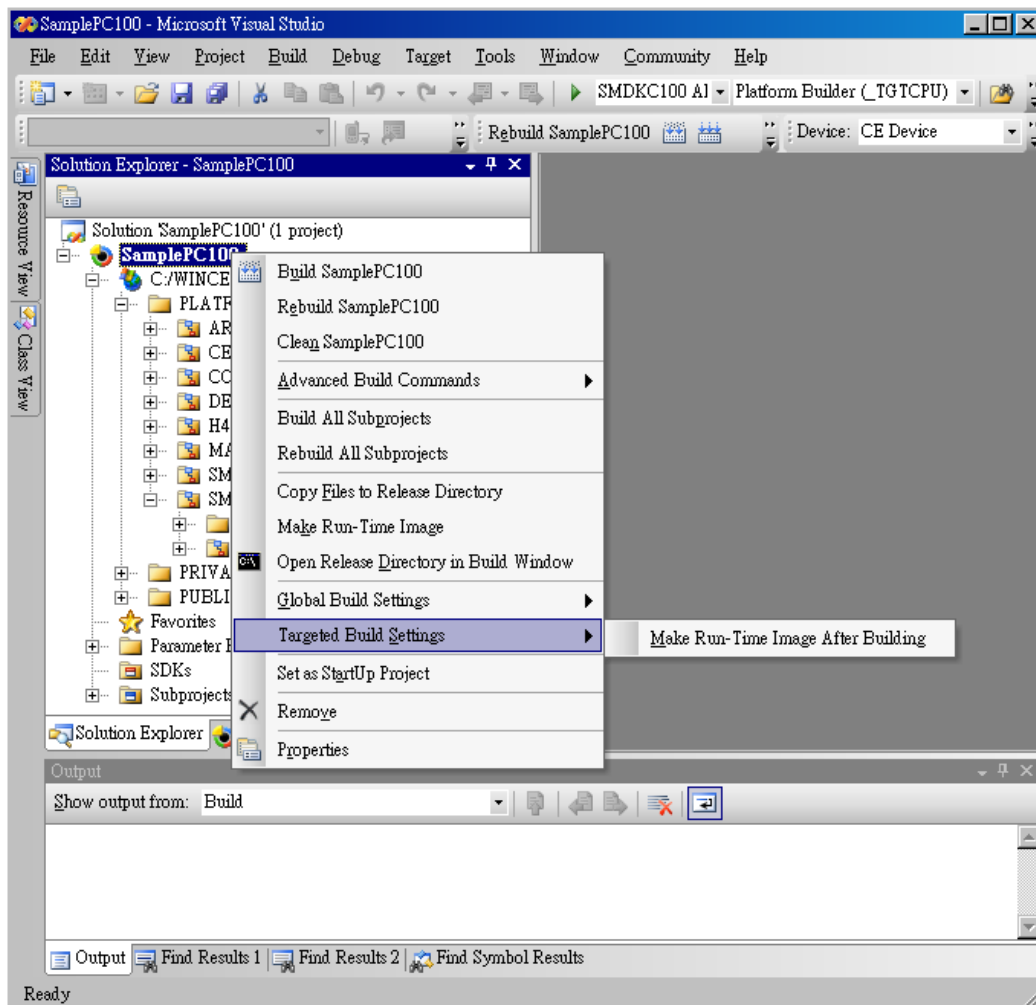 SamplePC100 - Microsoft Visual Studio
File Edit View Project Build Debug Target Tools Window Community Help
SMDKC100 Platform Builder (_TGTCPU)
Rebuild SamplePC100 Device: CE Device
Resource View
Class View
Solution Explorer - SamplePC100
Solution 'SamplePC100' (1 project)
SamplePC100
C:/WINCE
PLATF
AR
CE
CO
DE
H4
MA
SM
SM
PRIVA
PUBLI
Favorites
Parameter F
SDKs
Subprojects
Build SamplePC100
Rebuild SamplePC100
Clean SamplePC100
Advanced Build Commands
Build All Subprojects
Rebuild All Subprojects
Copy Files to Release Directory
Make Run-Time Image
Open Release Directory in Build Window
Global Build Settings
Targeted Build Settings
Make Run-Time Image After Building
Set as StartUp Project
Remove
Properties
Solution Explorer
Output
Show output from: Build
Output Find Results 1 Find Results 2 Find Symbol Results
Ready